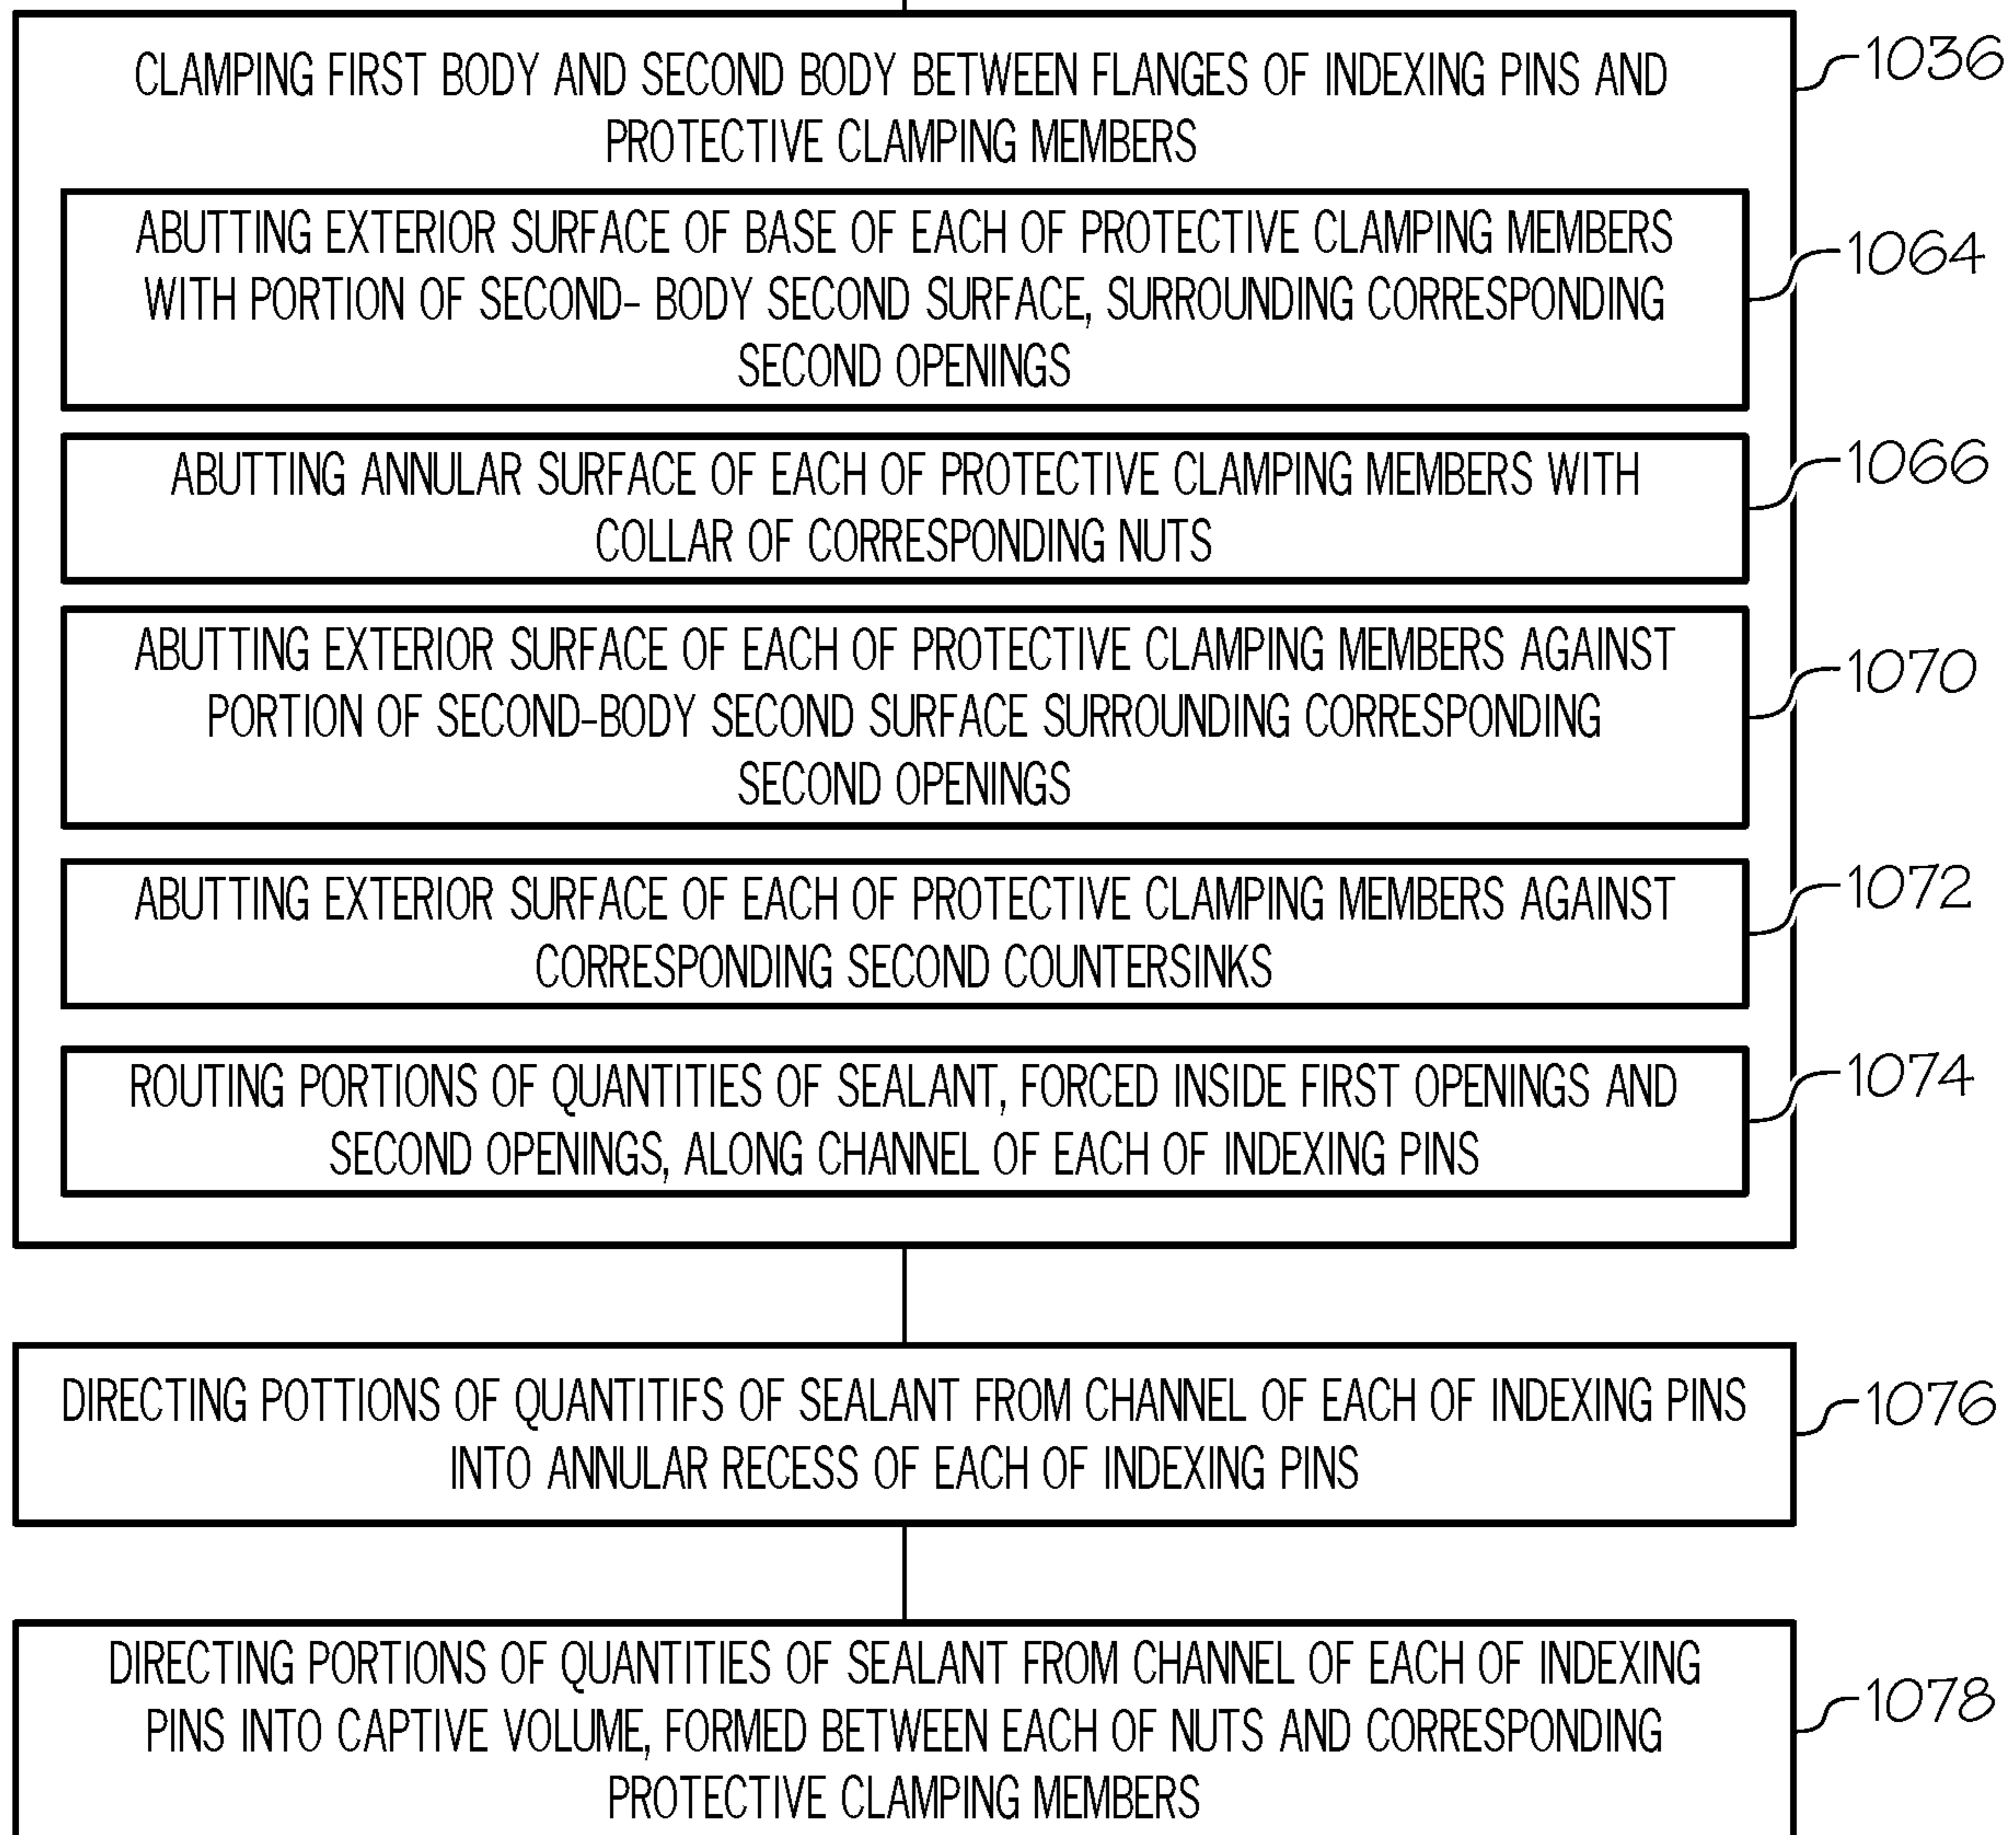 CLAMPING FIRST BODY AND SECOND BODY BETWEEN FLANGES OF INDEXING PINS AND
PROTECTIVE CLAMPING MEMBERS
1036
ABUTTING EXTERIOR SURFACE OF BASE OF EACH OF PROTECTIVE CLAMPING MEMBERS
WITH PORTION OF SECOND- BODY SECOND SURFACE, SURROUNDING CORRESPONDING
SECOND OPENINGS
1064
ABUTTING ANNULAR SURFACE OF EACH OF PROTECTIVE CLAMPING MEMBERS WITH
COLLAR OF CORRESPONDING NUTS
1066
ABUTTING EXTERIOR SURFACE OF EACH OF PROTECTIVE CLAMPING MEMBERS AGAINST
PORTION OF SECOND-BODY SECOND SURFACE SURROUNDING CORRESPONDING
SECOND OPENINGS
1070
ABUTTING EXTERIOR SURFACE OF EACH OF PROTECTIVE CLAMPING MEMBERS AGAINST
CORRESPONDING SECOND COUNTERSINKS
1072
ROUTING PORTIONS OF QUANTITIES OF SEALANT, FORCED INSIDE FIRST OPENINGS AND
SECOND OPENINGS, ALONG CHANNEL OF EACH OF INDEXING PINS
1074
DIRECTING POTTIONS OF QUANTITIFS OF SEALANT FROM CHANNEL OF EACH OF INDEXING PINS
INTO ANNULAR RECESS OF EACH OF INDEXING PINS
1076
DIRECTING PORTIONS OF QUANTITIES OF SEALANT FROM CHANNEL OF EACH OF INDEXING
PINS INTO CAPTIVE VOLUME, FORMED BETWEEN EACH OF NUTS AND CORRESPONDING
PROTECTIVE CLAMPING MEMBERS
1078